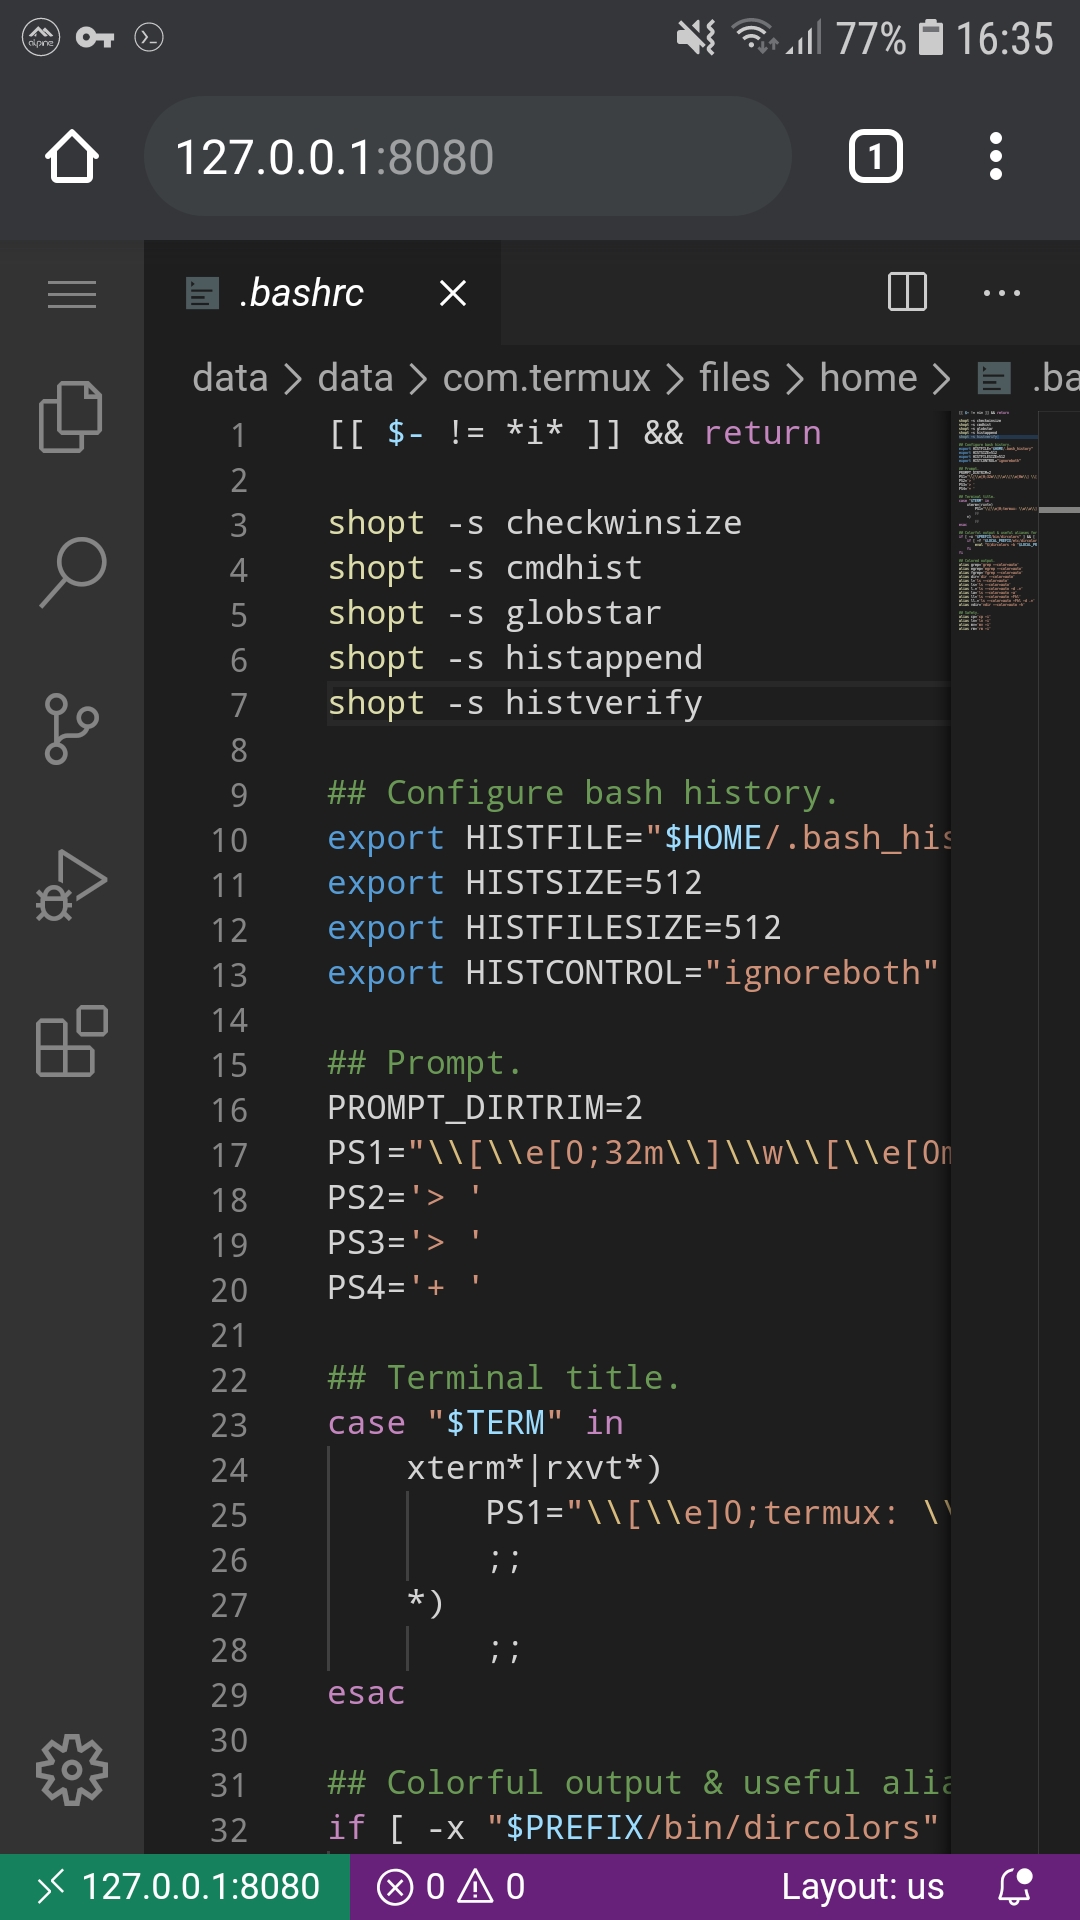 alpine 77% 16:35
127.0.0.1:8080 1
.bashrc
data > data > com.termux > files > home > .ba
1 [[ $- != *i* ]] && return
2
3 shopt -s checkwinsize
4 shopt -s cmdhist
5 shopt -s globstar
6 shopt -s histappend
7 shopt -s histverify
8
9 ## Configure bash history.
10 export HISTFILE="$HOME/.bash_his
11 export HISTSIZE=512
12 export HISTFILESIZE=512
13 export HISTCONTROL="ignoreboth"
14
15 ## Prompt.
16 PROMPT_DIRTRIM=2
17 PS1="\\[\\e[0;32m\\]\\w\\[\\e[0m
18 PS2='> '
19 PS3='> '
20 PS4='+ '
21
22 ## Terminal title.
23 case "$TERM" in
24     xterm*|rxvt*)
25         PS1="\\[\\e]0;termux: \\
26         ;;
27     *)
28         ;;
29 esac
30
31 ## Colorful output & useful alia
32 if [ -x "$PREFIX/bin/dircolors"
127.0.0.1:8080 0 0 Layout: us